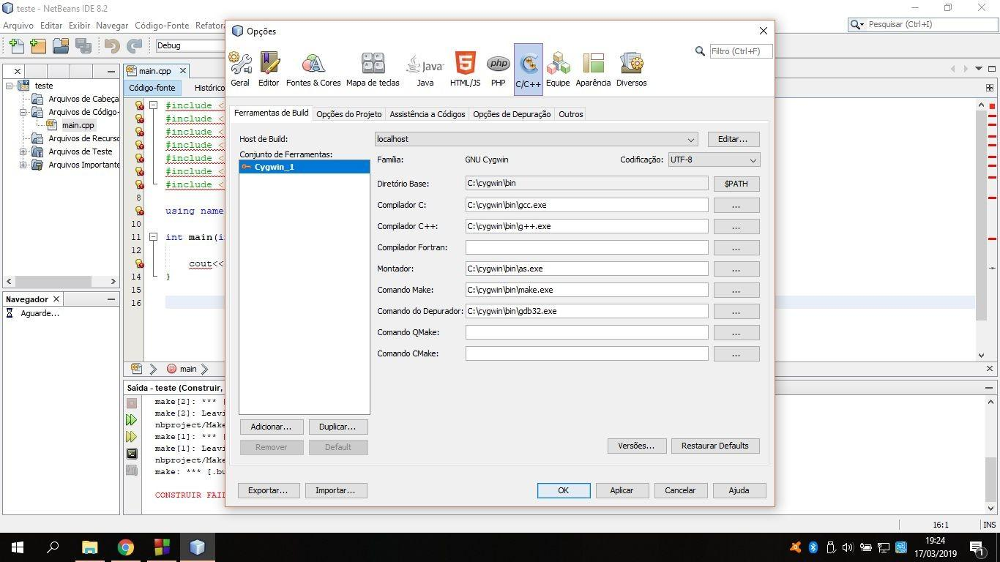 teste - NetBeans IDE 8.2
Arquivo Editar Exibir Navegar Código-Fonte Refatora
Pesquisar (Ctrl+I)
Debug
main.cpp
teste
Arquivos de Cabeça
Arquivos de Código-
main.cpp
Arquivos de Recurso
Arquivos de Teste
Arquivos Importante
Navegador
Aguarde...
Código-fonte Histórico
#include <
#include <
#include <
#include <
#include <
#include <
#include <
8
using name
10
11 int main(in
12
cout<<
14 }
15
16
main
Saída - teste (Construir,
make[2]: ***
make[2]: Leavi
nbproject/Make
make[1]: ***
make[1]: Leavi
nbproject/Make
make: *** [.bu
CONSTRUIR FAI
Opções
Filtro (Ctrl+F)
Geral Editor Fontes & Cores Mapa de teclas Java HTML/JS PHP C/C++ Equipe Aparência Diversos
Ferramentas de Build Opções do Projeto Assistência a Códigos Opções de Depuração Outros
Host de Build: localhost Editar...
Conjunto de Ferramentas:
Cygwin_1
Família: GNU Cygwin Codificação: UTF-8
Diretório Base: C:\cygwin\bin $PATH
Compilador C: C:\cygwin\bin\gcc.exe ...
Compilador C++: C:\cygwin\bin\g++.exe ...
Compilador Fortran: ...
Montador: C:\cygwin\bin\as.exe ...
Comando Make: C:\cygwin\bin\make.exe ...
Comando do Depurador: C:\cygwin\bin\gdb32.exe ...
Comando QMake: ...
Comando CMake: ...
Adicionar... Duplicar...
Remover Default
Versões... Restaurar Defaults
Exportar... Importar... OK Aplicar Cancelar Ajuda
16:1 INS
19:24
17/03/2019
1